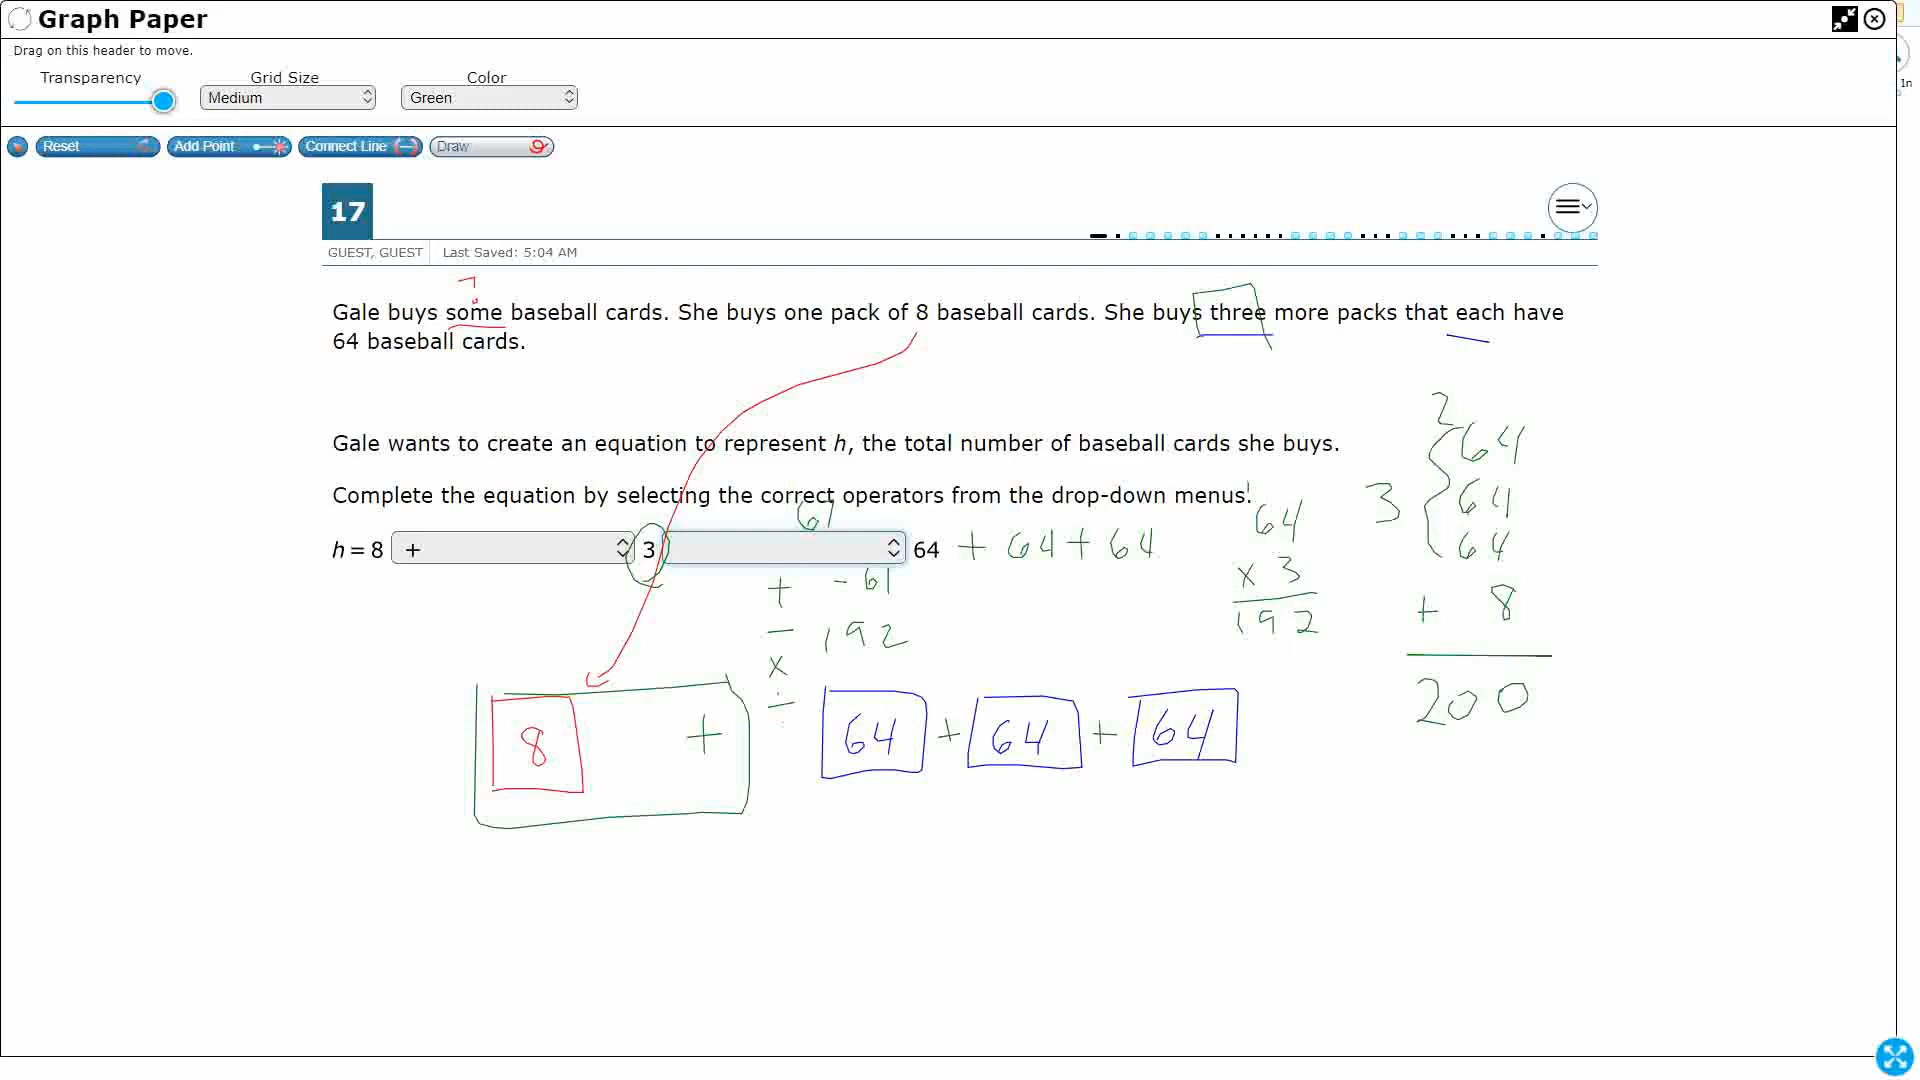 Graph Paper
Drag on this header to move.
Transparency Grid Size Color
Medium Green
Reset Add Point Connect Line Draw
17
GUEST, GUEST Last Saved: 5:04 AM
?
Gale buys some baseball cards. She buys one pack of 8 baseball cards. She buys three more packs that each have
64 baseball cards.
Gale wants to create an equation to represent h, the total number of baseball cards she buys.
Complete the equation by selecting the correct operators from the drop-down menus.
h = 8 + 3 64 + 64 + 64
61
+ - 61
− 192
×
÷
1
64
× 3
192
2
64
3 64
64
+ 8
200
8 + 64 + 64 + 64